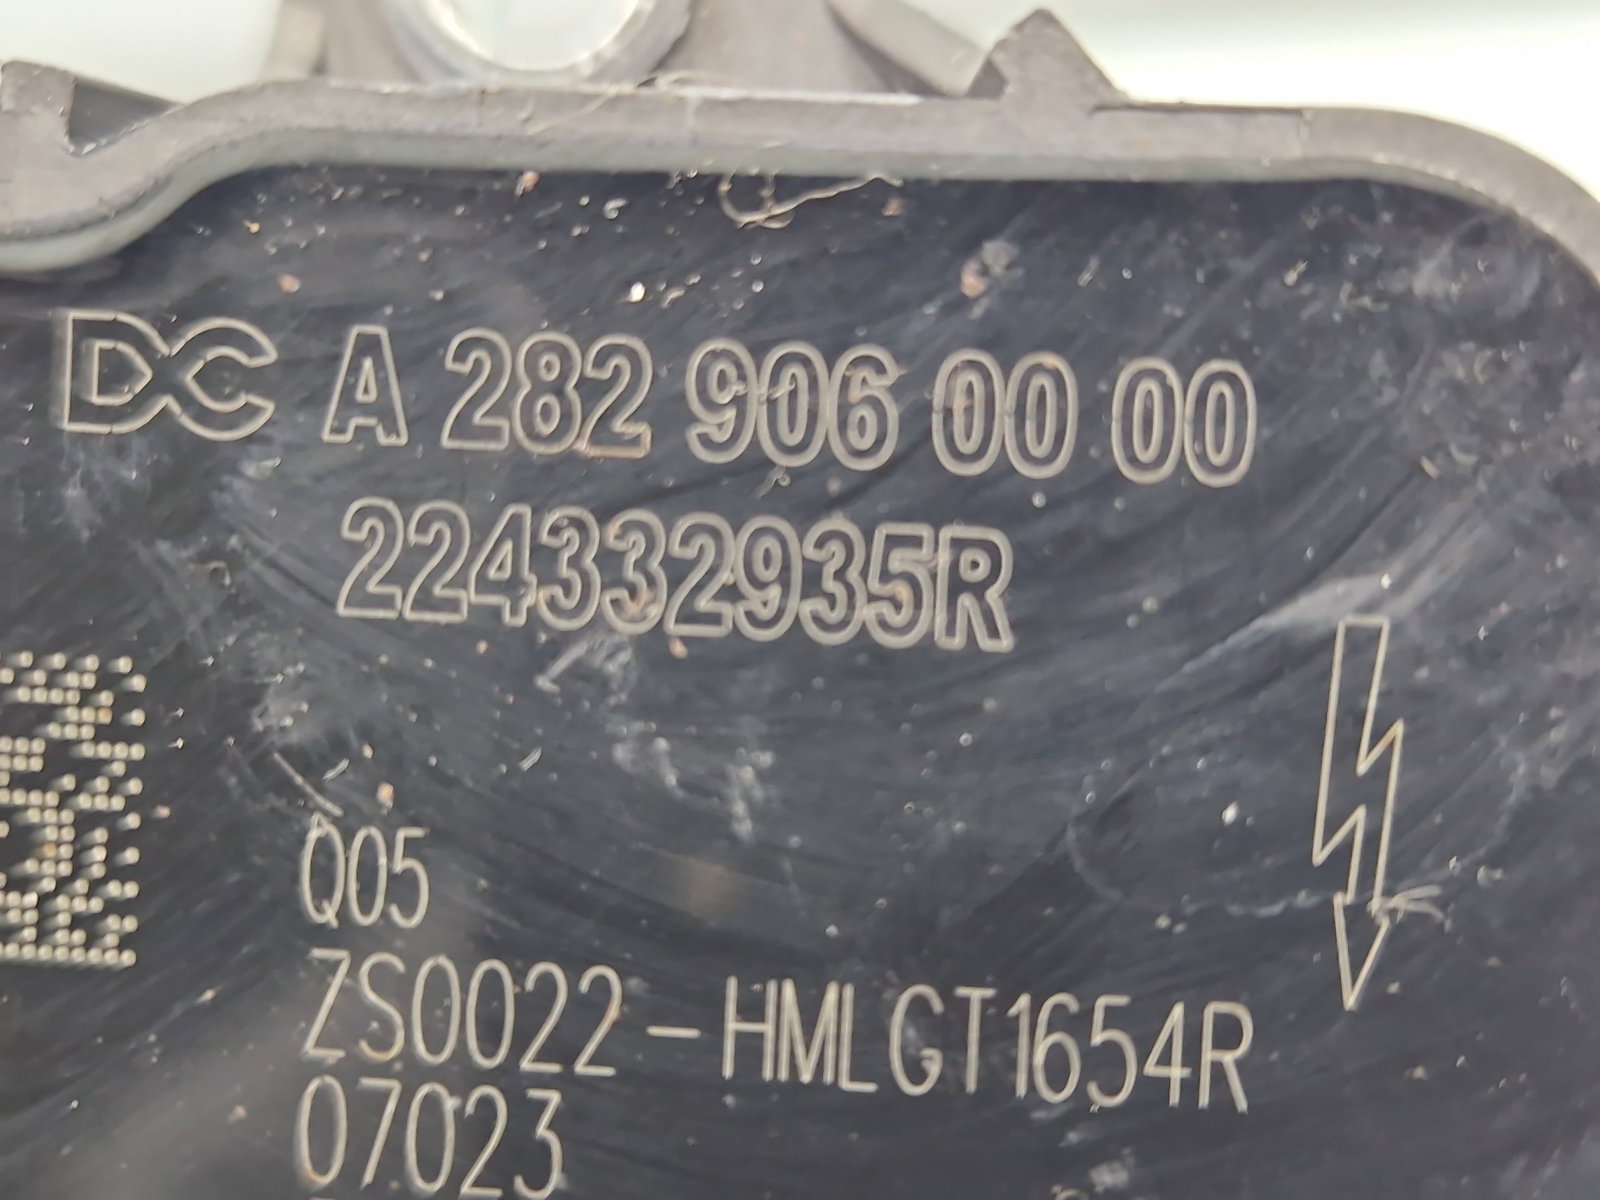 DC A 282 906 00 00
224332935R
Q05
ZS0022-HMLGT1654R
07023